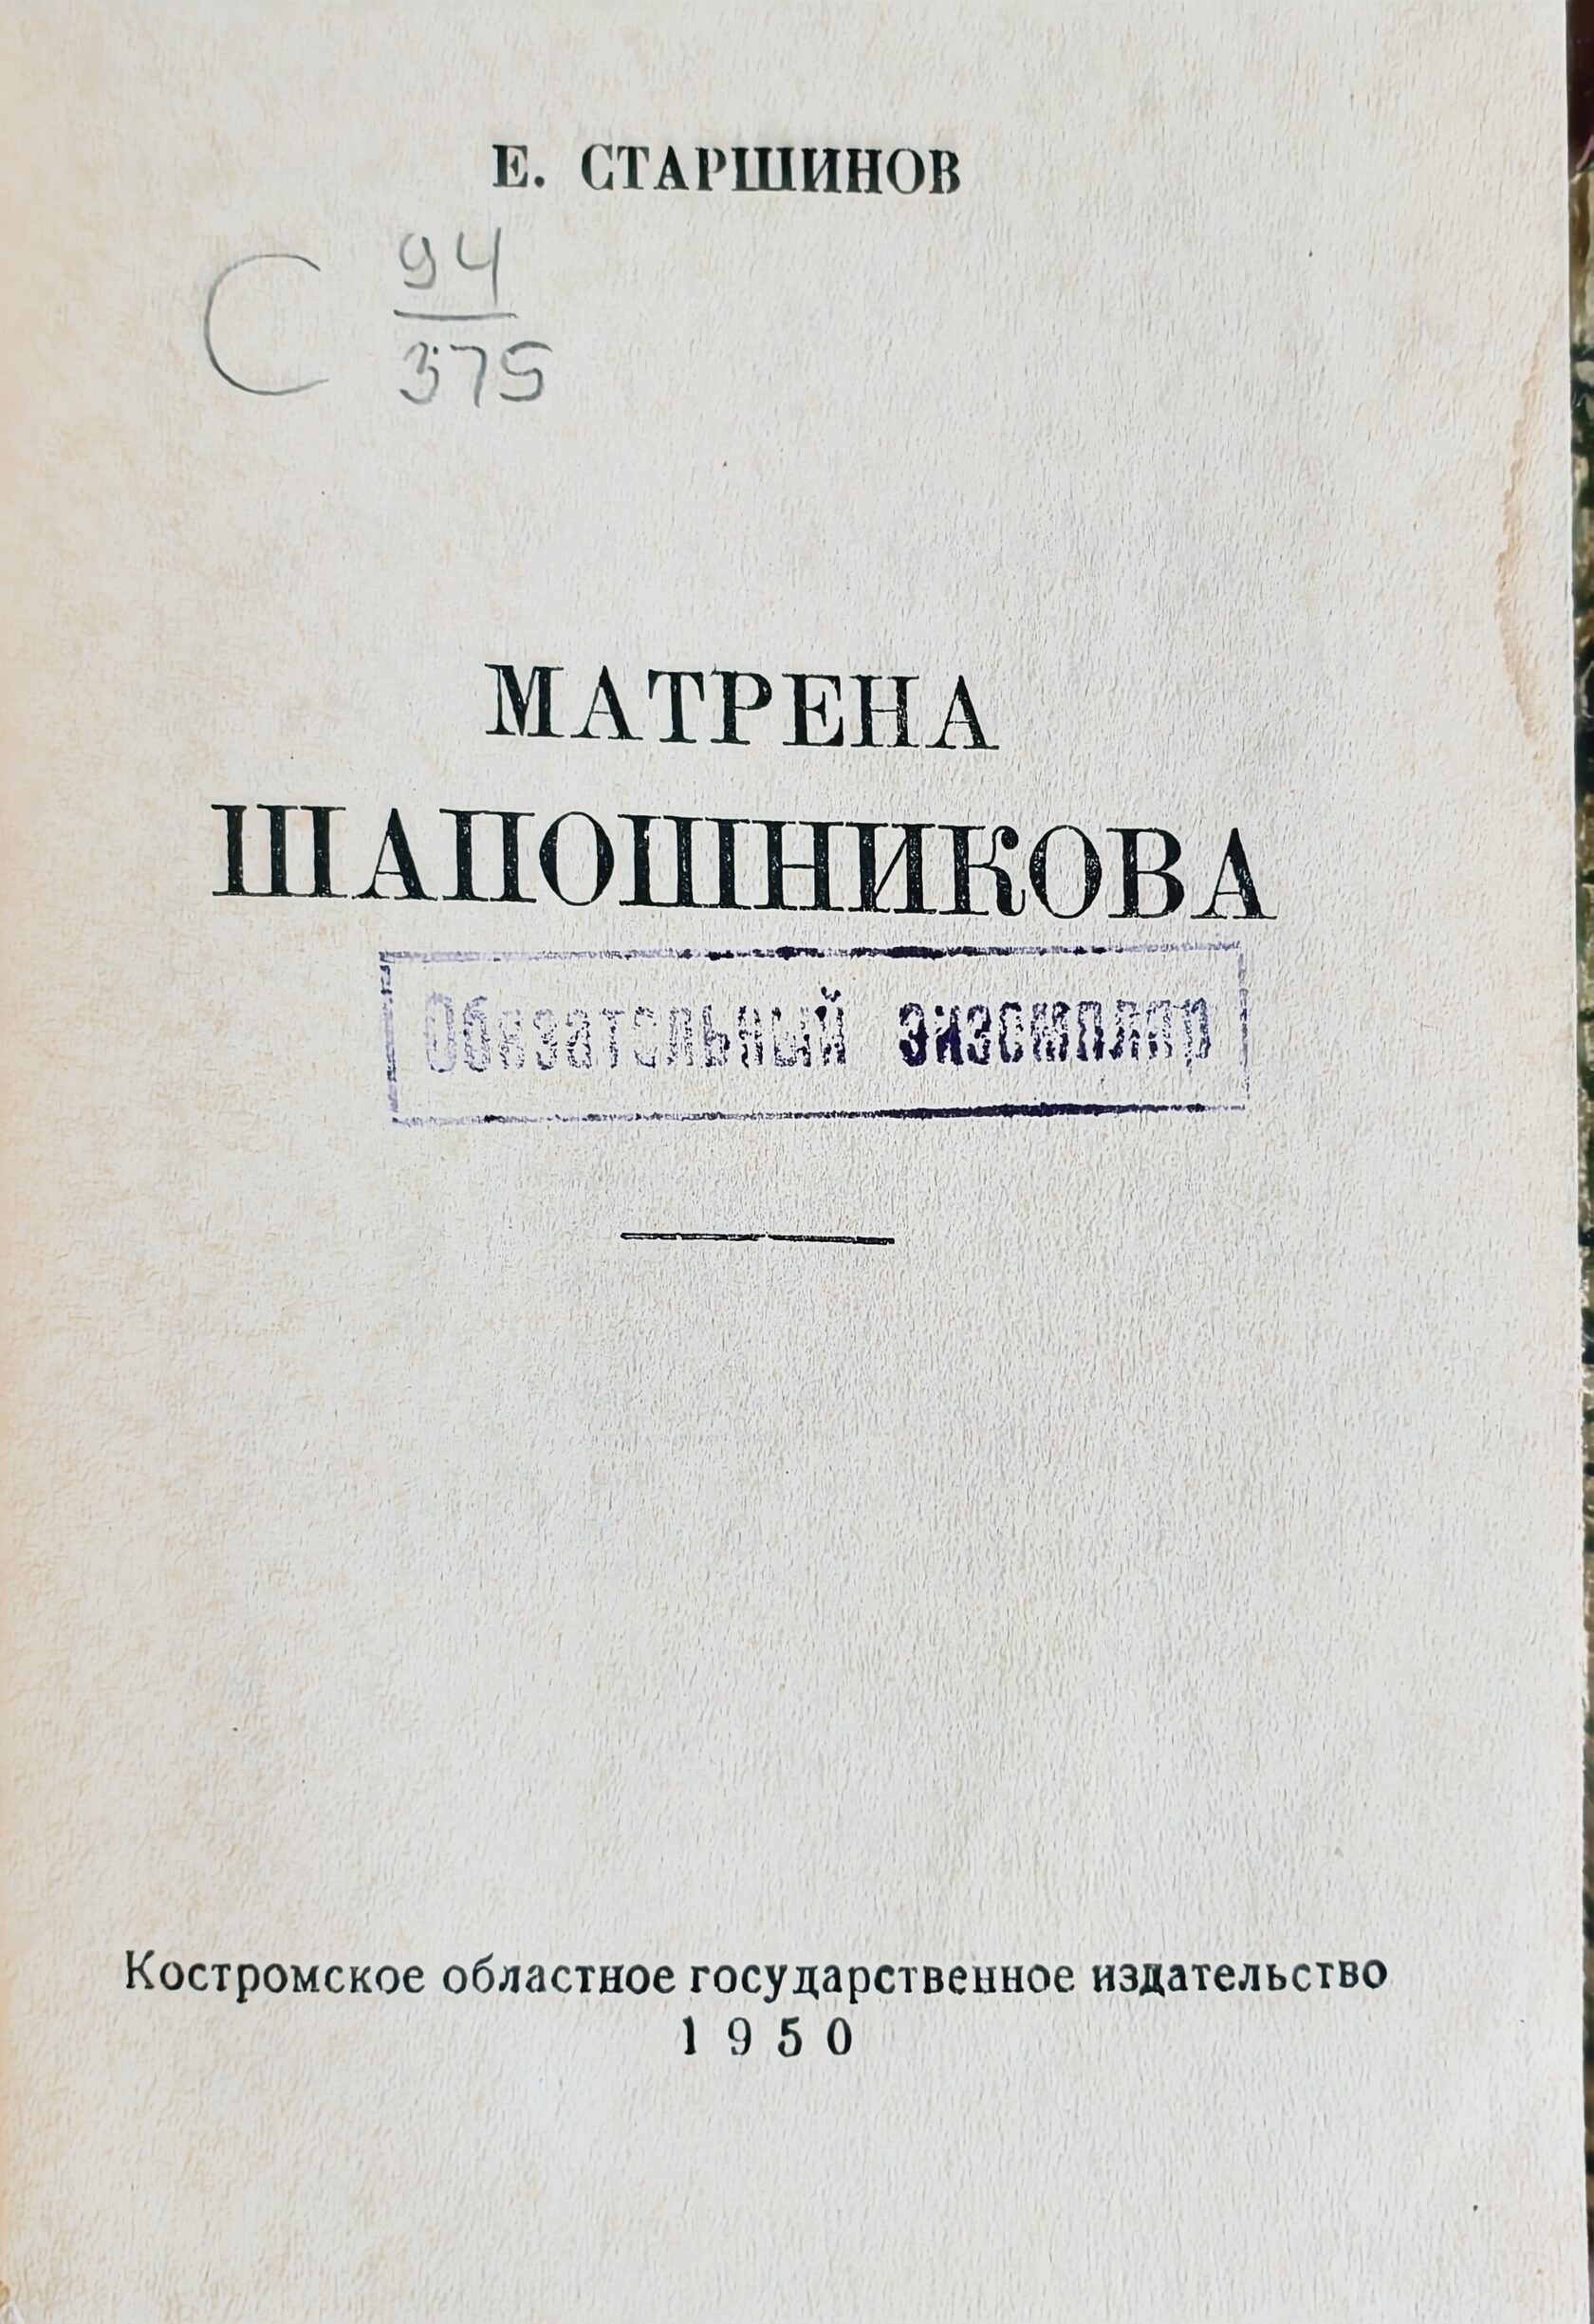 Е. СТАРШИНОВ
С 94
375
МАТРЕНА
ШАПОШНИКОВА
Обязательный экземпляр
Костромское областное государственное издательство
1950